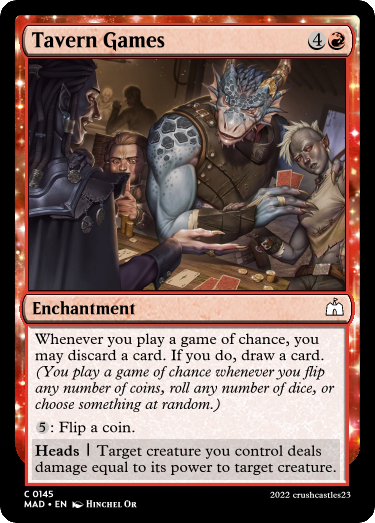 Tavern Games 4
Enchantment
Whenever you play a game of chance, you
may discard a card. If you do, draw a card.
(You play a game of chance whenever you flip
any number of coins, roll any number of dice, or
choose something at random.)
5: Flip a coin.
Heads | Target creature you control deals
damage equal to its power to target creature.
C 0145
MAD • EN Hinchel Or
2022 crushcastles23